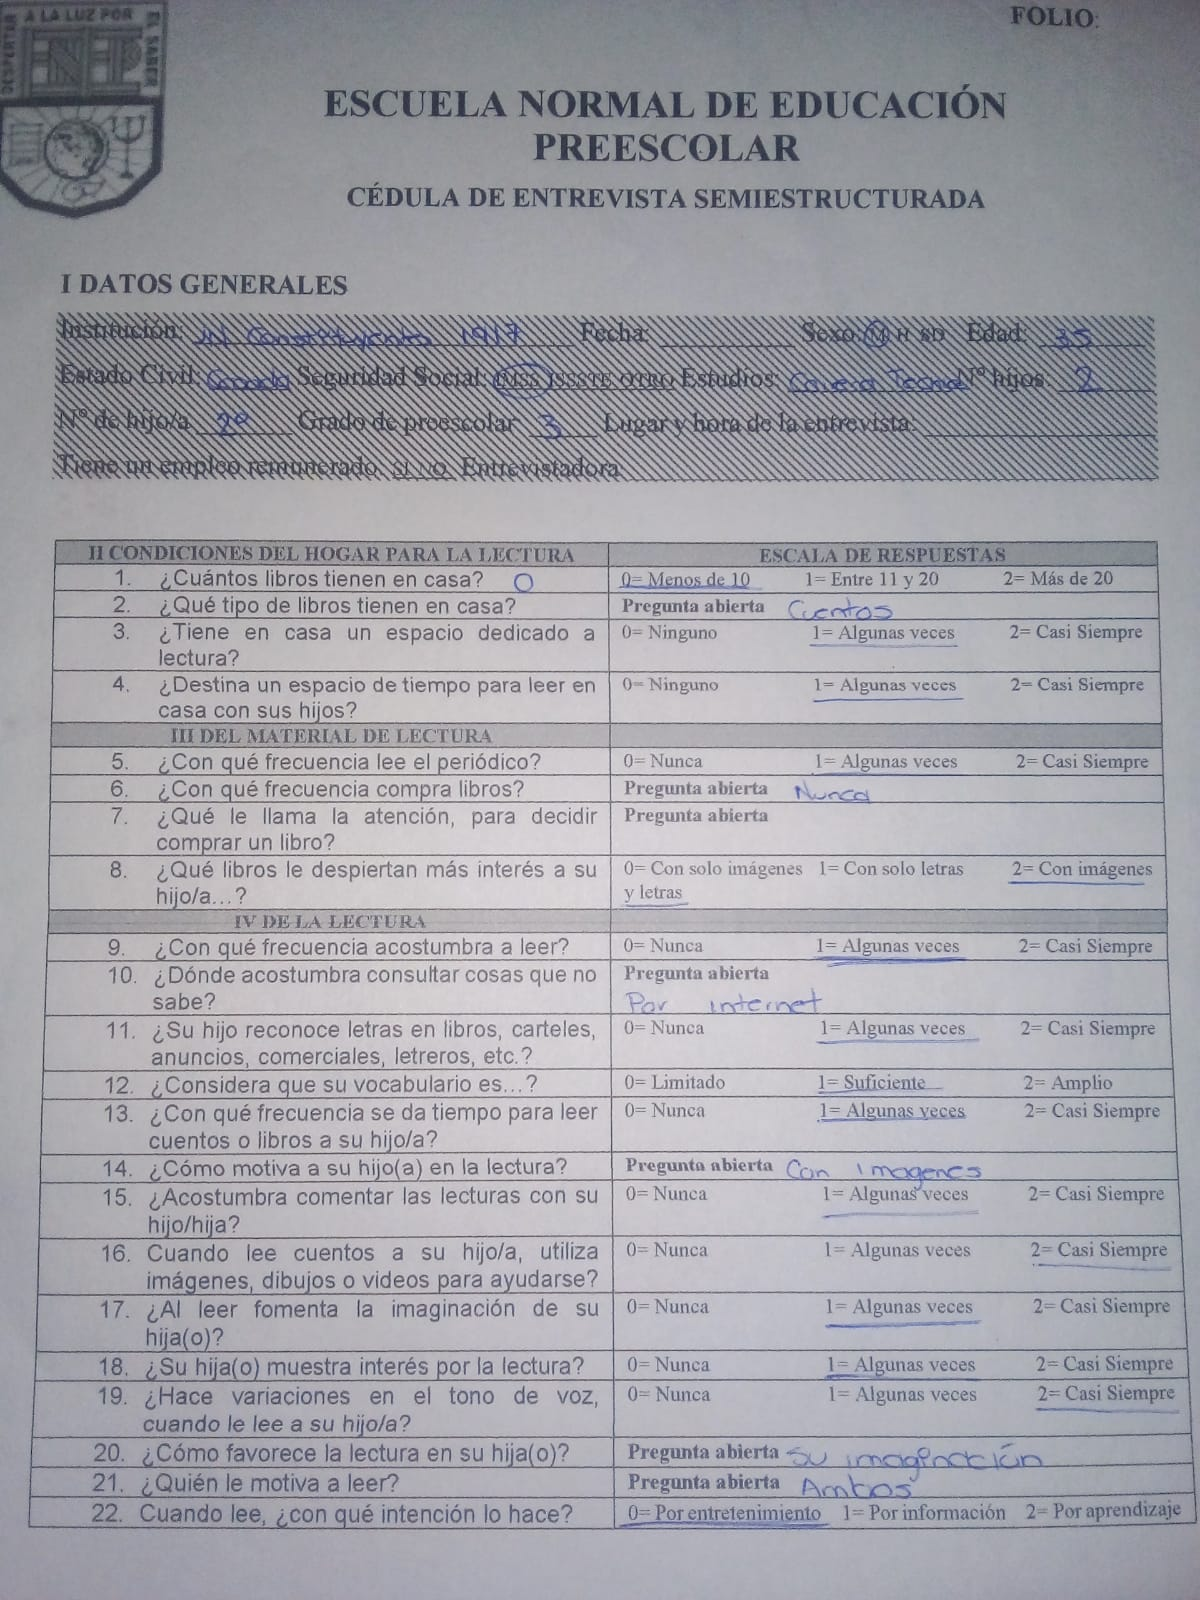 DESPERTAR A LA LUZ POR EL SABER
ENEP
FOLIO:
ESCUELA NORMAL DE EDUCACIÓN
PREESCOLAR
CÉDULA DE ENTREVISTA SEMIESTRUCTURADA
I DATOS GENERALES
Institución: Constituyentes 1917 Fecha: Sexo: M H SD Edad: 35
Estado Civil: Casada Seguridad Social: IMSS ISSSTE OTRO Estudios: Carrera Tecnica N° hijos: 2
N° de hijo/a 2° Grado de preescolar 3 Lugar y hora de la entrevista:
Tiene un empleo remunerado. SI NO Entrevistadora
II CONDICIONES DEL HOGAR PARA LA LECTURA ESCALA DE RESPUESTAS
1. ¿Cuántos libros tienen en casa? 0 0= Menos de 10 1= Entre 11 y 20 2= Más de 20
2. ¿Qué tipo de libros tienen en casa? Pregunta abierta Cuentos
3. ¿Tiene en casa un espacio dedicado a 0= Ninguno 1= Algunas veces 2= Casi Siempre
lectura?
4. ¿Destina un espacio de tiempo para leer en 0= Ninguno 1= Algunas veces 2= Casi Siempre
casa con sus hijos?
III DEL MATERIAL DE LECTURA
5. ¿Con qué frecuencia lee el periódico? 0= Nunca 1= Algunas veces 2= Casi Siempre
6. ¿Con qué frecuencia compra libros? Pregunta abierta Nunca
7. ¿Qué le llama la atención, para decidir Pregunta abierta
comprar un libro?
8. ¿Qué libros le despiertan más interés a su 0= Con solo imágenes 1= Con solo letras 2= Con imágenes
hijo/a...? y letras
IV DE LA LECTURA
9. ¿Con qué frecuencia acostumbra a leer? 0= Nunca 1= Algunas veces 2= Casi Siempre
10. ¿Dónde acostumbra consultar cosas que no Pregunta abierta
sabe? Por internet
11. ¿Su hijo reconoce letras en libros, carteles, 0= Nunca 1= Algunas veces 2= Casi Siempre
anuncios, comerciales, letreros, etc.?
12. ¿Considera que su vocabulario es...? 0= Limitado 1= Suficiente 2= Amplio
13. ¿Con qué frecuencia se da tiempo para leer 0= Nunca 1= Algunas veces 2= Casi Siempre
cuentos o libros a su hijo/a?
14. ¿Cómo motiva a su hijo(a) en la lectura? Pregunta abierta Con imagenes
15. ¿Acostumbra comentar las lecturas con su 0= Nunca 1= Algunas veces 2= Casi Siempre
hijo/hija?
16. Cuando lee cuentos a su hijo/a, utiliza 0= Nunca 1= Algunas veces 2= Casi Siempre
imágenes, dibujos o videos para ayudarse?
17. ¿Al leer fomenta la imaginación de su 0= Nunca 1= Algunas veces 2= Casi Siempre
hija(o)?
18. ¿Su hija(o) muestra interés por la lectura? 0= Nunca 1= Algunas veces 2= Casi Siempre
19. ¿Hace variaciones en el tono de voz, 0= Nunca 1= Algunas veces 2= Casi Siempre
cuando le lee a su hijo/a?
20. ¿Cómo favorece la lectura en su hija(o)? Pregunta abierta Su imaginación
21. ¿Quién le motiva a leer? Pregunta abierta Ambos
22. Cuando lee, ¿con qué intención lo hace? 0= Por entretenimiento 1= Por información 2= Por aprendizaje